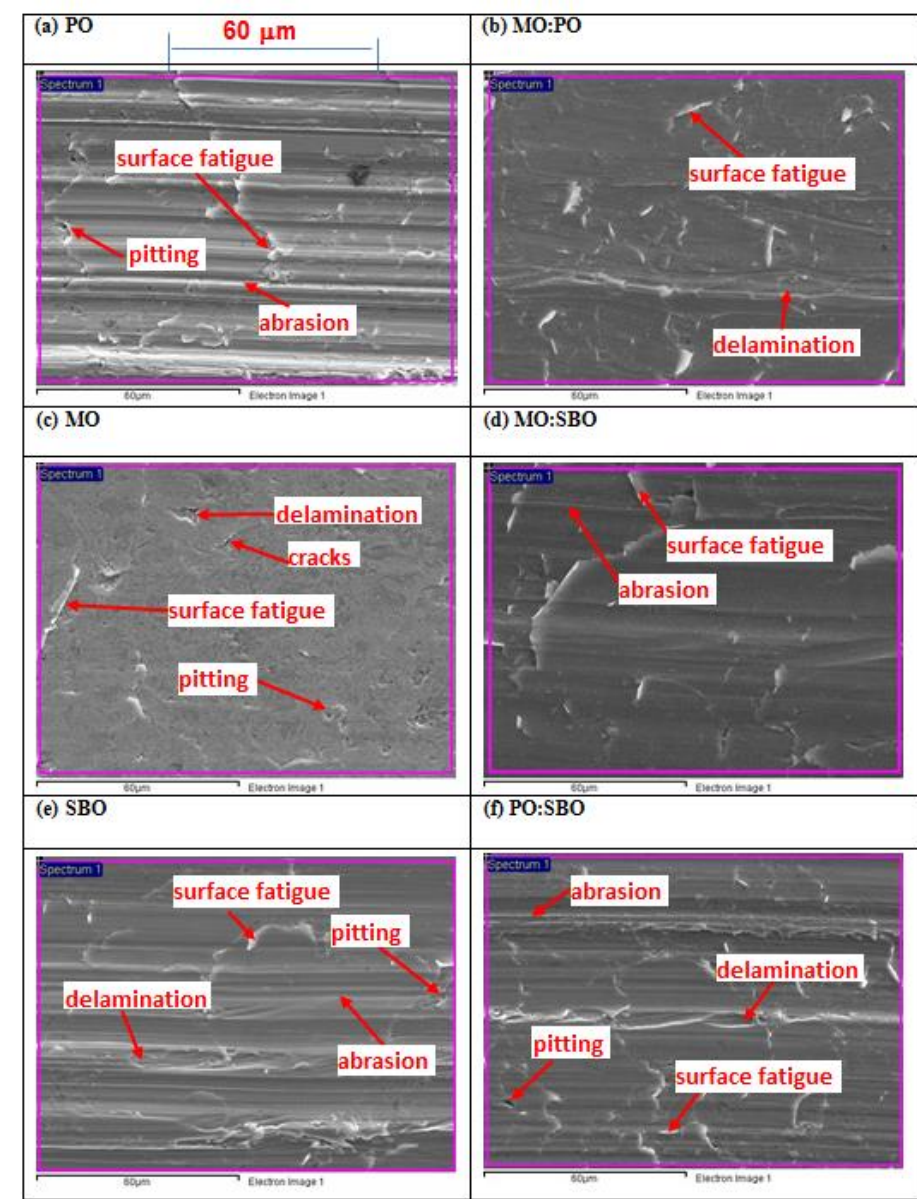 (a) PO
60 μm
Spectrum 1
surface fatigue
pitting
abrasion
60μm
Electron Image 1
(b) MO:PO
Spectrum 1
surface fatigue
delamination
60μm
Electron Image 1
(c) MO
Spectrum 1
delamination
cracks
surface fatigue
pitting
60μm
Electron Image 1
(d) MO:SBO
Spectrum 1
surface fatigue
abrasion
60μm
Electron Image 1
(e) SBO
Spectrum 1
surface fatigue
pitting
delamination
abrasion
60μm
Electron Image 1
(f) PO:SBO
Spectrum 1
abrasion
delamination
pitting
surface fatigue
60μm
Electron Image 1